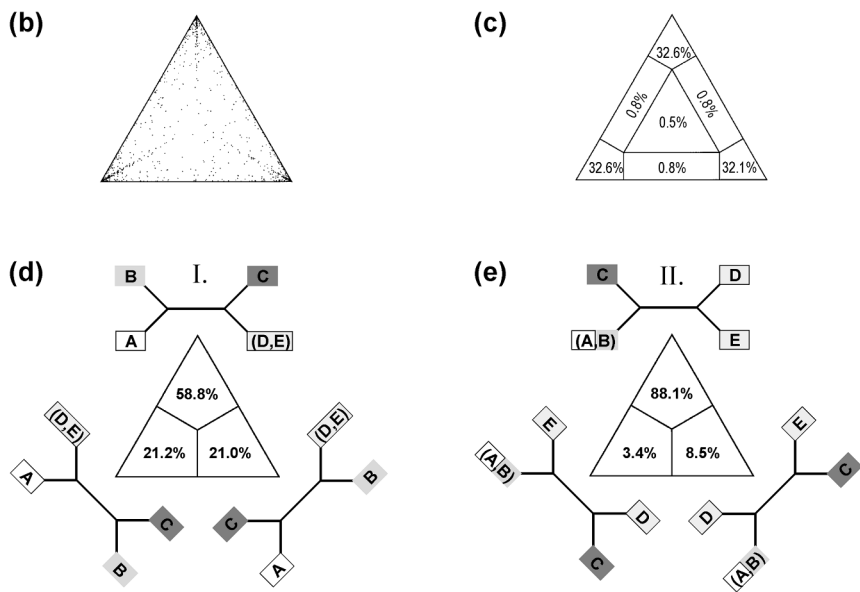 (b)
(c)
32.6%
0.8%
0.8%
0.5%
32.6%
0.8%
32.1%
(d)
B
I.
C
A
(D,E)
58.8%
21.2%
21.0%
(D,E)
A
C
B
(D,E)
B
C
A
(e)
C
II.
D
(A,B)
E
88.1%
3.4%
8.5%
E
(A,B)
D
C
E
C
D
(A,B)